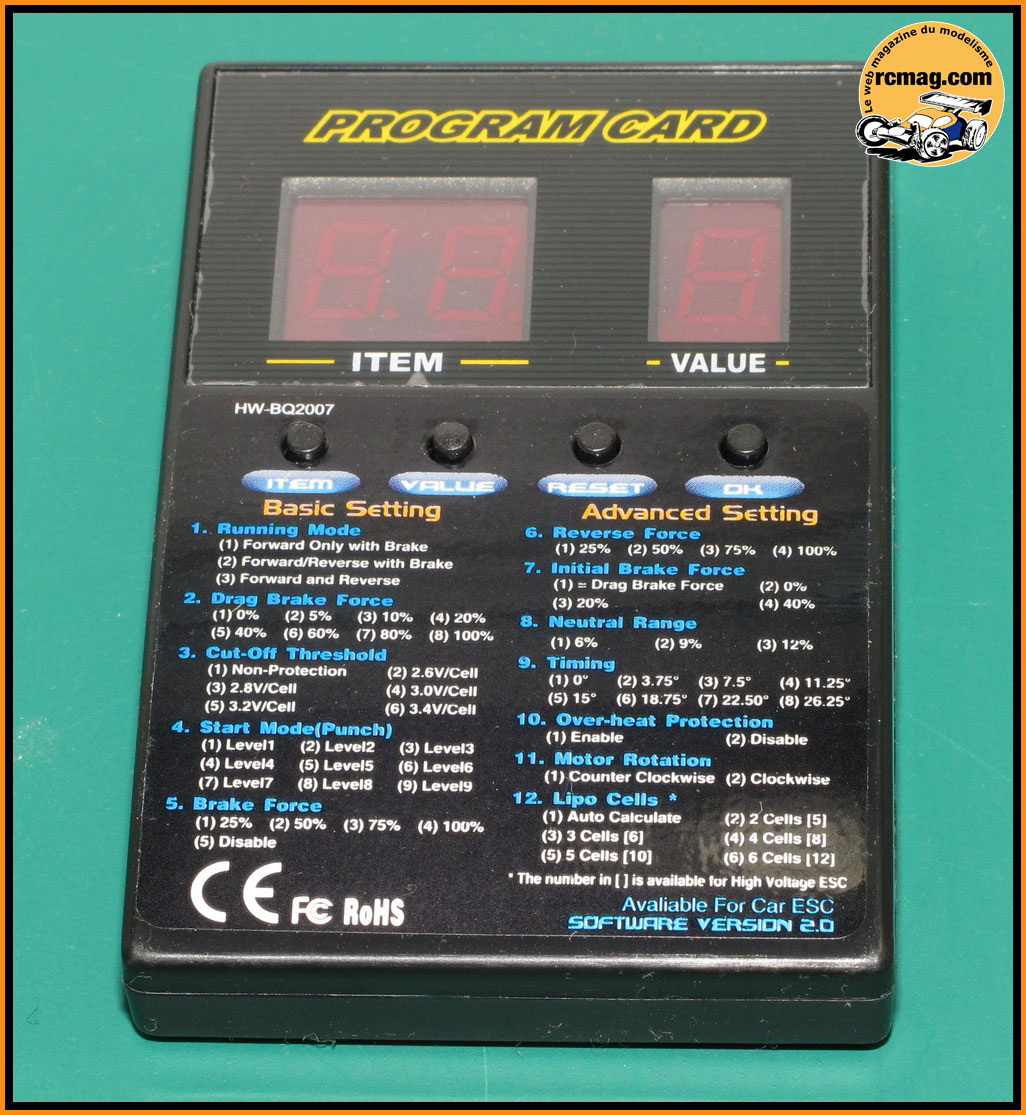 Le web magazine du modelisme
rcmag.com
PROGRAM CARD
ITEM
VALUE
HW-BQ2007
ITEM
VALUE
RESET
OK
Basic Setting
1. Running Mode
(1) Forward Only with Brake
(2) Forward/Reverse with Brake
(3) Forward and Reverse
2. Drag Brake Force
(1) 0% (2) 5% (3) 10% (4) 20%
(5) 40% (6) 60% (7) 80% (8) 100%
3. Cut-Off Threshold
(1) Non-Protection (2) 2.6V/Cell
(3) 2.8V/Cell (4) 3.0V/Cell
(5) 3.2V/Cell (6) 3.4V/Cell
4. Start Mode(Punch)
(1) Level1 (2) Level2 (3) Level3
(4) Level4 (5) Level5 (6) Level6
(7) Level7 (8) Level8 (9) Level9
5. Brake Force
(1) 25% (2) 50% (3) 75% (4) 100%
(5) Disable
CE FC RoHS
Advanced Setting
6. Reverse Force
(1) 25% (2) 50% (3) 75% (4) 100%
7. Initial Brake Force
(1) = Drag Brake Force (2) 0%
(3) 20% (4) 40%
8. Neutral Range
(1) 6% (2) 9% (3) 12%
9. Timing
(1) 0° (2) 3.75° (3) 7.5° (4) 11.25°
(5) 15° (6) 18.75° (7) 22.50° (8) 26.25°
10. Over-heat Protection
(1) Enable (2) Disable
11. Motor Rotation
(1) Counter Clockwise (2) Clockwise
12. Lipo Cells *
(1) Auto Calculate (2) 2 Cells [5]
(3) 3 Cells [6] (4) 4 Cells [8]
(5) 5 Cells [10] (6) 6 Cells [12]
* The number in [ ] is available for High Voltage ESC
Avaliable For Car ESC
SOFTWARE VERSION 2.0